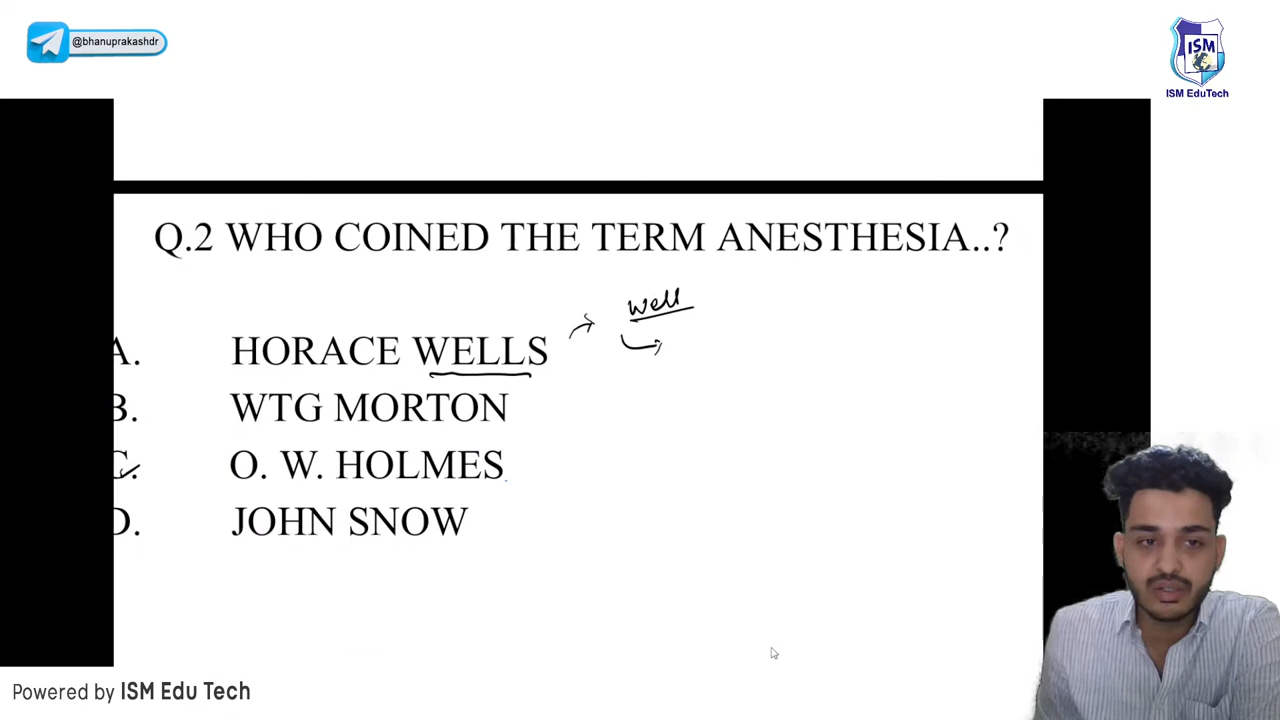 @bhanuprakashdr
ISM
ISM EduTech
Q.2 WHO COINED THE TERM ANESTHESIA..?
well
A. HORACE WELLS
B. WTG MORTON
C. O. W. HOLMES
D. JOHN SNOW
Powered by ISM Edu Tech